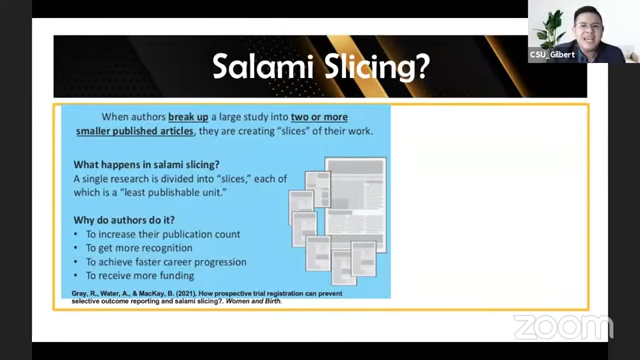 CSU_Gilbert
Salami Slicing?
When authors break up a large study into two or more
smaller published articles, they are creating "slices" of their work.
What happens in salami slicing?
A single research is divided into "slices," each of
which is a "least publishable unit."
Why do authors do it?
• To increase their publication count
• To get more recognition
• To achieve faster career progression
• To receive more funding
Gray, R., Water, A., & MacKay, B. (2021). How prospective trial registration can prevent
selective outcome reporting and salami slicing?. Women and Birth.
zoom